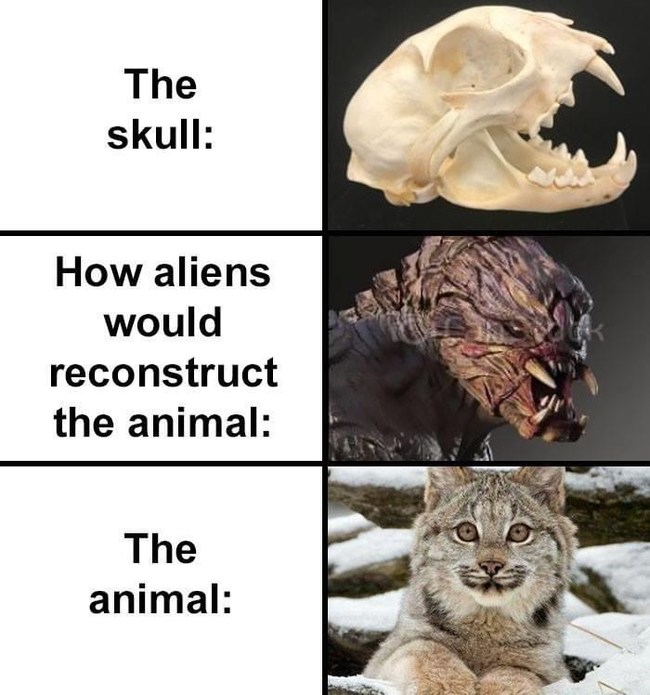 The
skull:
How aliens
would
reconstruct
the animal:
The
animal: